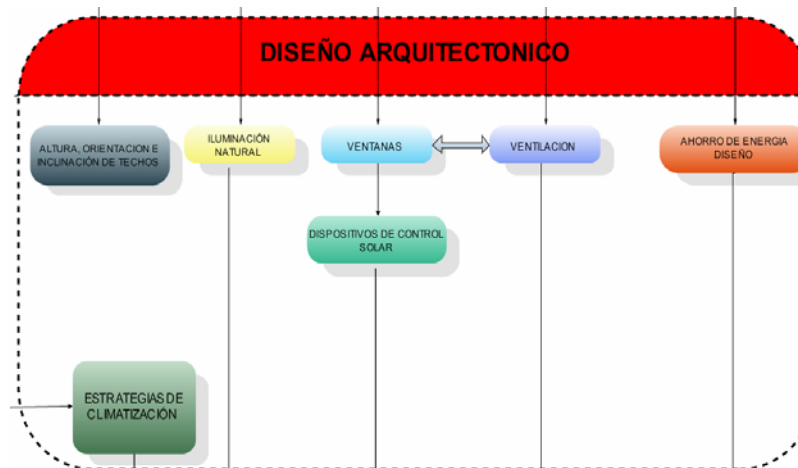 DISEÑO ARQUITECTONICO
ALTURA, ORIENTACION E
INCLINACIÓN DE TECHOS
ILUMINACIÓN
NATURAL
VENTANAS
VENTILACION
AHORRO DE ENERGIA
DISEÑO
DISPOSITIVOS DE CONTROL
SOLAR
ESTRATEGIAS DE
CLIMATIZACIÓN